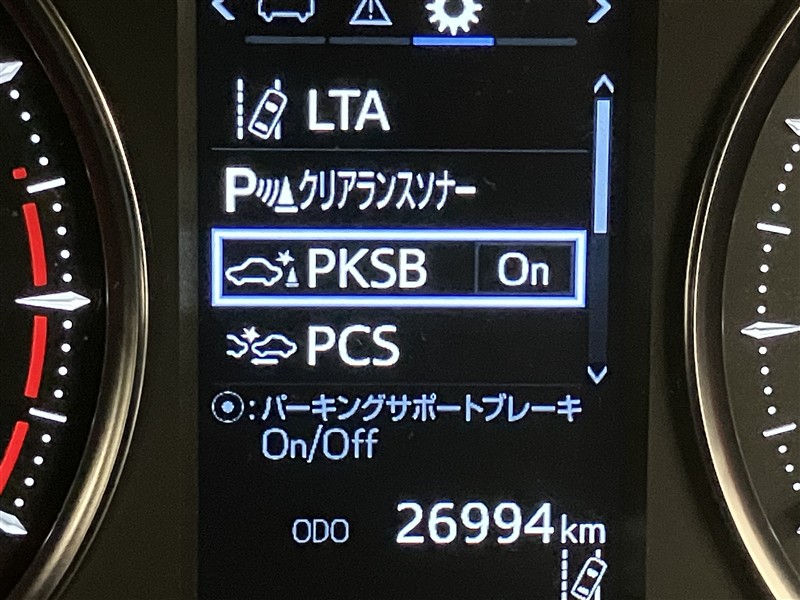 LTA
P クリアランスソナー
PKSB On
PCS
:パーキングサポートブレーキ
On/Off
ODO 26994km